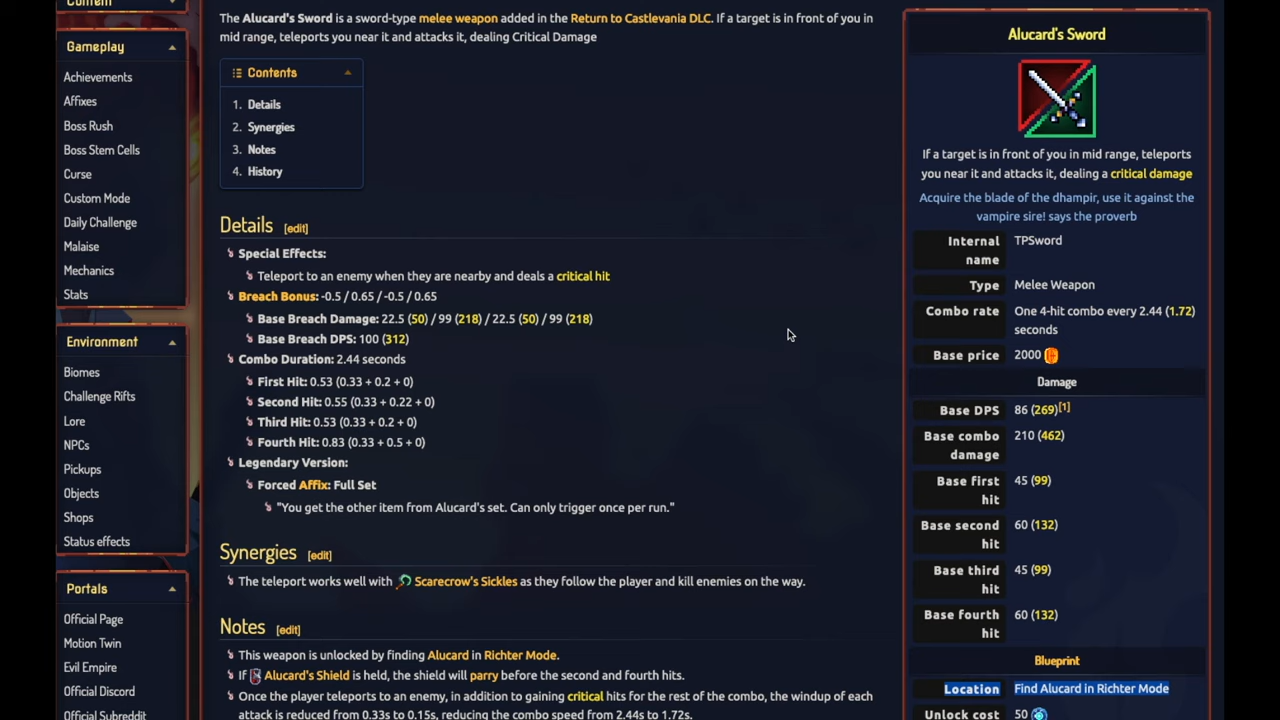 Content
Gameplay
Achievements
Affixes
Boss Rush
Boss Stem Cells
Curse
Custom Mode
Daily Challenge
Malaise
Mechanics
Stats
Environment
Biomes
Challenge Rifts
Lore
NPCs
Pickups
Objects
Shops
Status effects
Portals
Official Page
Motion Twin
Evil Empire
Official Discord
Official Subreddit
The Alucard's Sword is a sword-type melee weapon added in the Return to Castlevania DLC. If a target is in front of you in
mid range, teleports you near it and attacks it, dealing Critical Damage
Contents
1. Details
2. Synergies
3. Notes
4. History
Details [edit]
Special Effects:
Teleport to an enemy when they are nearby and deals a critical hit
Breach Bonus: -0.5 / 0.65 / -0.5 / 0.65
Base Breach Damage: 22.5 (50) / 99 (218) / 22.5 (50) / 99 (218)
Base Breach DPS: 100 (312)
Combo Duration: 2.44 seconds
First Hit: 0.53 (0.33 + 0.2 + 0)
Second Hit: 0.55 (0.33 + 0.22 + 0)
Third Hit: 0.53 (0.33 + 0.2 + 0)
Fourth Hit: 0.83 (0.33 + 0.5 + 0)
Legendary Version:
Forced Affix: Full Set
"You get the other item from Alucard's set. Can only trigger once per run."
Synergies [edit]
The teleport works well with Scarecrow's Sickles as they follow the player and kill enemies on the way.
Notes [edit]
This weapon is unlocked by finding Alucard in Richter Mode.
If Alucard's Shield is held, the shield will parry before the second and fourth hits.
Once the player teleports to an enemy, in addition to gaining critical hits for the rest of the combo, the windup of each
attack is reduced from 0.33s to 0.15s, reducing the combo speed from 2.44s to 1.72s.
Alucard's Sword
If a target is in front of you in mid range, teleports
you near it and attacks it, dealing a critical damage
Acquire the blade of the dhampir, use it against the
vampire sire! says the proverb
Internal name TPSword
Type Melee Weapon
Combo rate One 4-hit combo every 2.44 (1.72) seconds
Base price 2000
Damage
Base DPS 86 (269)[1]
Base combo damage 210 (462)
Base first hit 45 (99)
Base second hit 60 (132)
Base third hit 45 (99)
Base fourth hit 60 (132)
Blueprint
Location Find Alucard in Richter Mode
Unlock cost 50